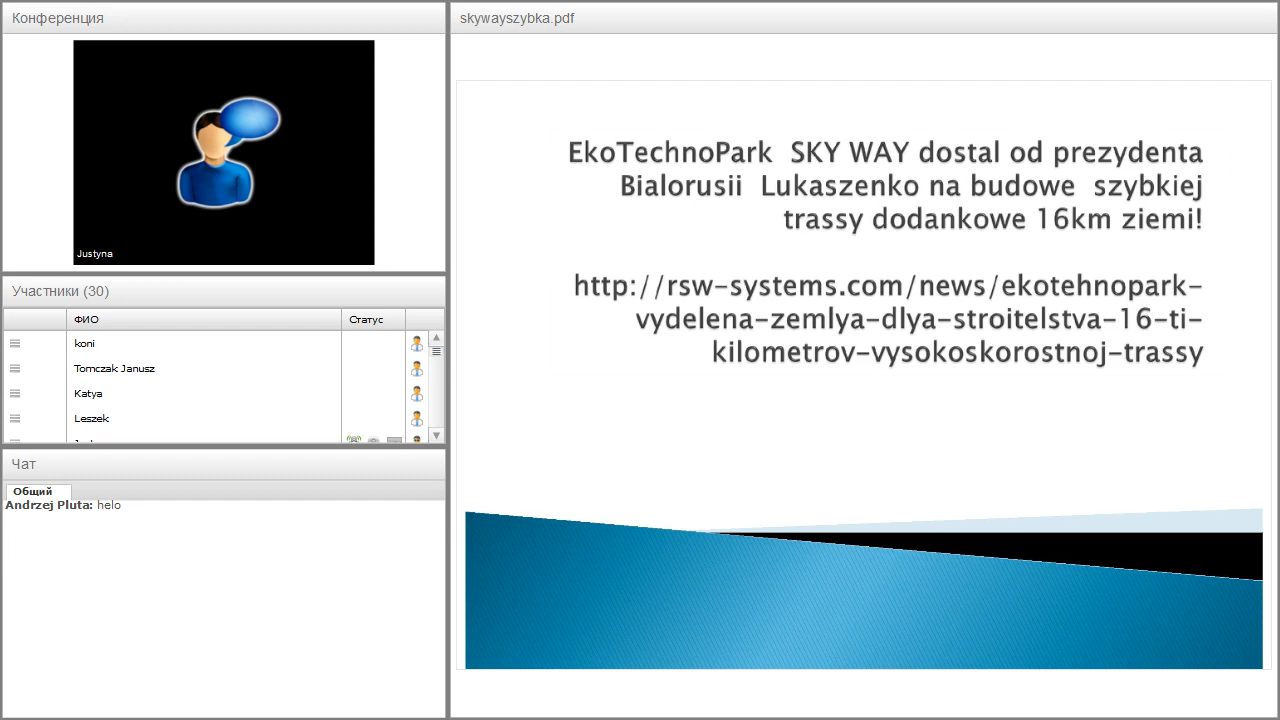 Конференция
Justyna
Участники (30)
ФИО
Статус
koni
Tomczak Janusz
Katya
Leszek
Чат
Общий
Andrzej Pluta: helo
skywayszybka.pdf
EkoTechnoPark SKY WAY dostal od prezydenta
Bialorusii Lukaszenko na budowe szybkiej
trassy dodankowe 16km ziemi!
http://rsw-systems.com/news/ekotehnopark-
vydelena-zemlya-dlya-stroitelstva-16-ti-
kilometrov-vysokoskorostnoj-trassy